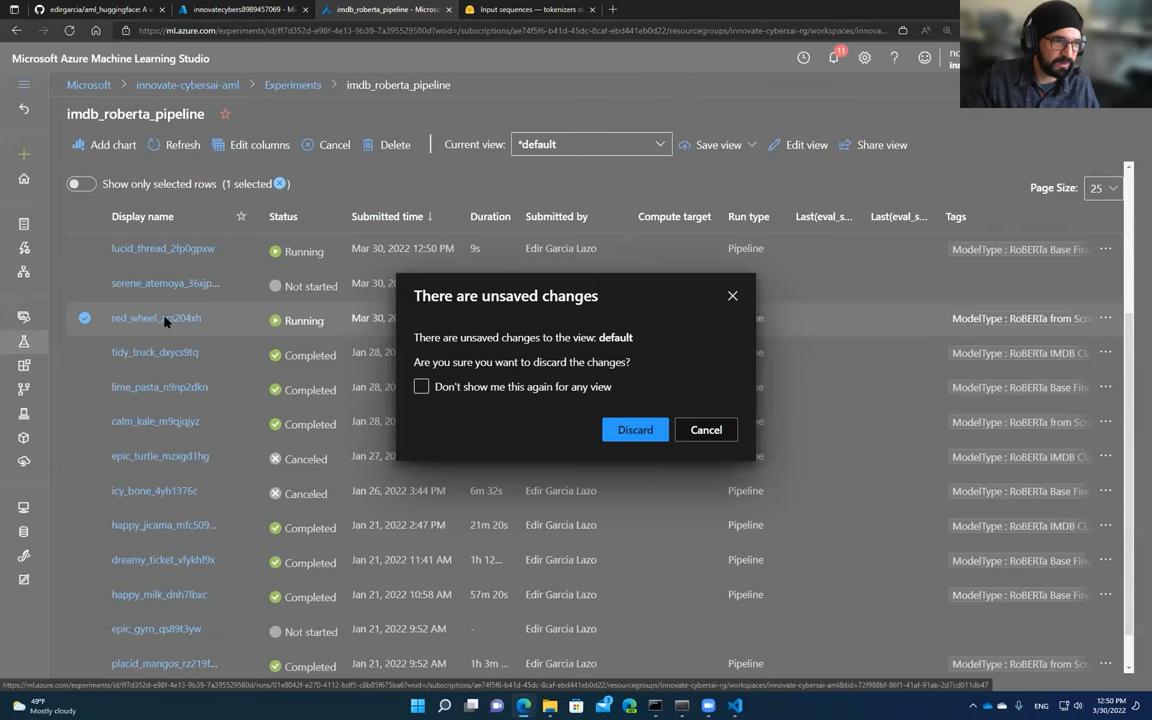 edirgarcia/aml_huggingface: A
innovatecybers8989457069 - Mi
imdb_roberta_pipeline - Microso
Input sequences — tokenizers d
https://ml.azure.com/experiments/id/ff7d352d-ef24-4e13-9b39-7a395529580d?wsid=/subscriptions/ae74f5f6-bf41-45dc-8caf-ebd441eb0d22/resourcegroups/innovate-cybersai-rg/workspaces/innova...
Microsoft Azure Machine Learning Studio
11
Microsoft > innovate-cybersai-aml > Experiments > imdb_roberta_pipeline
imdb_roberta_pipeline
Add chart Refresh Edit columns Cancel Delete Current view: *default Save view Edit view Share view
Show only selected rows (1 selected )
Page Size: 25
Display name Status Submitted time ↓ Duration Submitted by Compute target Run type Last(eval_s... Last(eval_s... Tags
lucid_thread_2fp0gpxw Running Mar 30, 2022 12:50 PM 9s Edir Garcia Lazo Pipeline ModelType : RoBERTa Base Fin
serene_atemoya_36xjp... Not started Mar 30,
Running Mar 30, ModelType : RoBERTa from Scr
tidy_truck_dxycs9tq Completed Jan 28, ModelType : RoBERTa IMDB Cl
lime_pasta_n9np2dkn Completed Jan 28, ModelType : RoBERTa Base Fin
calm_kale_m9qjqjyz Completed Jan 28, ModelType : RoBERTa from Scr
epic_turtle_mzxgd1hg Canceled Jan 27, ModelType : RoBERTa Base Fin
icy_bone_4yh1376c Canceled Jan 26, 2022 3:44 PM 6m 32s Edir Garcia Lazo Pipeline ModelType : RoBERTa Base Fin
happy_jicama_mfc509... Completed Jan 21, 2022 2:47 PM 21m 20s Edir Garcia Lazo Pipeline ModelType : RoBERTa IMDB Cl
dreamy_ticket_vfykhf9x Completed Jan 21, 2022 11:41 AM 1h 12... Edir Garcia Lazo Pipeline ModelType : RoBERTa Base Fin
happy_milk_dnh7lbxc Completed Jan 21, 2022 10:58 AM 57m 20s Edir Garcia Lazo Pipeline ModelType : RoBERTa Base Fin
epic_gyro_qs89t3yw Not started Jan 21, 2022 9:52 AM - Edir Garcia Lazo
placid_mangos_rz219f... Completed Jan 21, 2022 9:52 AM 1h 3m ... Edir Garcia Lazo Pipeline ModelType : RoBERTa Base Fin
There are unsaved changes
There are unsaved changes to the view: default
Are you sure you want to discard the changes?
Don't show me this again for any view
Discard Cancel
49°F
Mostly cloudy
ENG
12:50 PM
3/30/2022